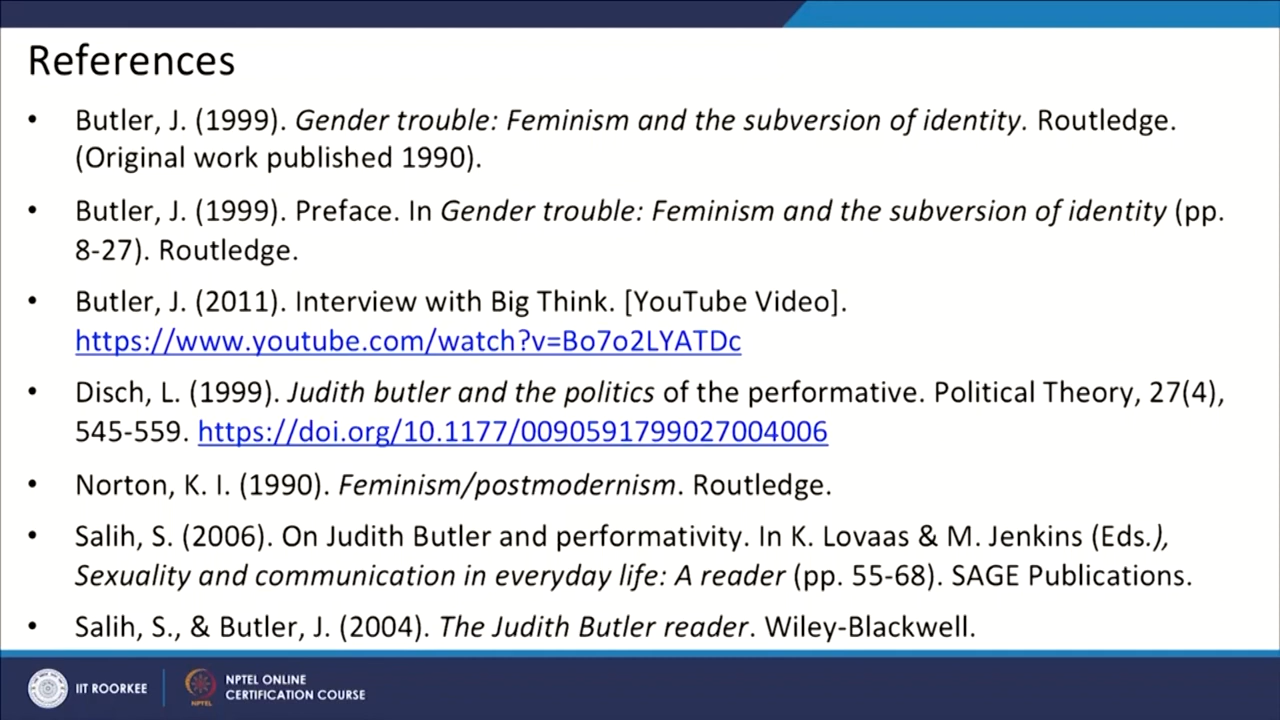 References
• Butler, J. (1999). Gender trouble: Feminism and the subversion of identity. Routledge.
(Original work published 1990).
• Butler, J. (1999). Preface. In Gender trouble: Feminism and the subversion of identity (pp.
8-27). Routledge.
• Butler, J. (2011). Interview with Big Think. [YouTube Video].
https://www.youtube.com/watch?v=Bo7o2LYATDc
• Disch, L. (1999). Judith butler and the politics of the performative. Political Theory, 27(4),
545-559. https://doi.org/10.1177/0090591799027004006
• Norton, K. I. (1990). Feminism/postmodernism. Routledge.
• Salih, S. (2006). On Judith Butler and performativity. In K. Lovaas & M. Jenkins (Eds.),
Sexuality and communication in everyday life: A reader (pp. 55-68). SAGE Publications.
• Salih, S., & Butler, J. (2004). The Judith Butler reader. Wiley-Blackwell.
IIT ROORKEE
NPTEL
NPTEL ONLINE
CERTIFICATION COURSE